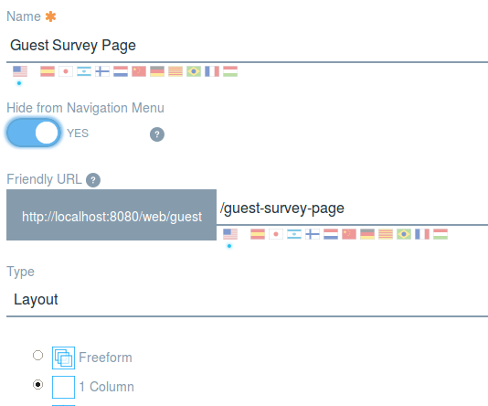 Name
Guest Survey Page
Hide from Navigation Menu
YES ?
Friendly URL ?
http://localhost:8080/web/guest /guest-survey-page
Type
Layout
Freeform
1 Column